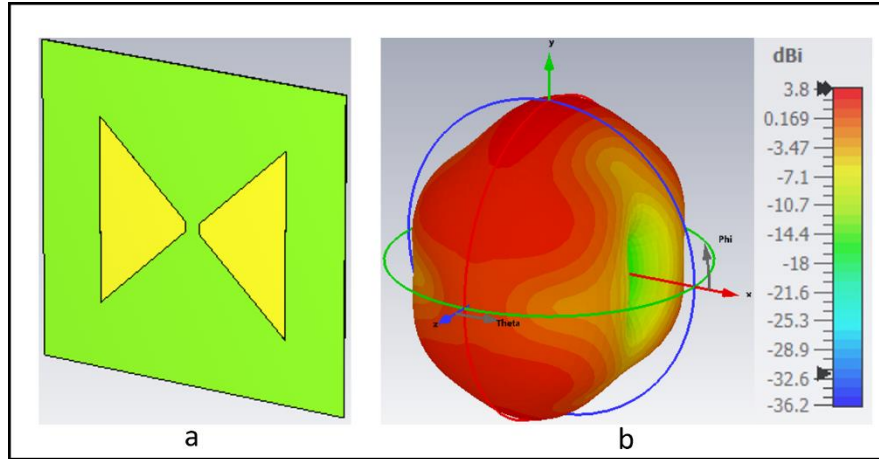 dBi
3.8
0.169
-3.47
-7.1
-10.7
-14.4
-18
-21.6
-25.3
-28.9
-32.6
-36.2
y
Phi
x
z
Theta
a
b